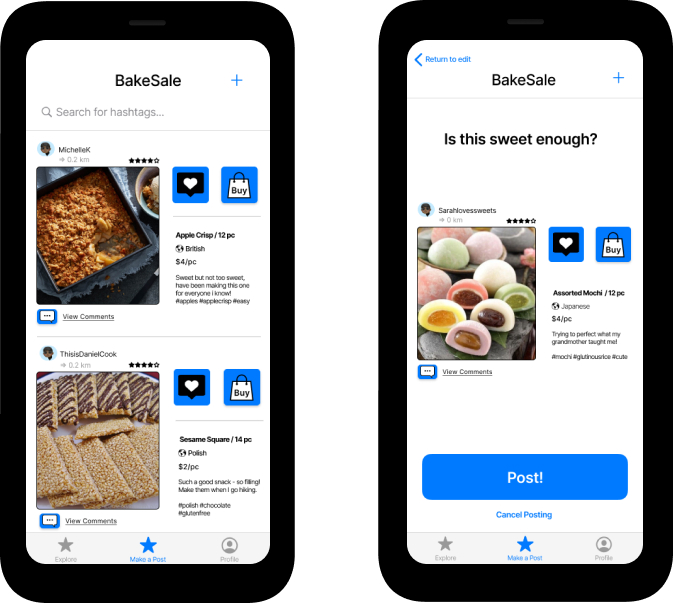 BakeSale
+
Search for hashtags...
MichelleK
0.2 km
Buy
Apple Crisp / 12 pc
British
$4/pc
Sweet but not too sweet,
have been making this
for everyone i know!
#apples #applecrisp #easy
View Comments
ThisisDanielCook
0.2 km
Buy
Sesame Square / 14 pc
Polish
$2/pc
Such a good snack - so filling!
Make them when I go hiking.
#polish #chocolate
#glutenfree
View Comments
Explore
Make a Post
Profile
Return to edit
BakeSale
+
Is this sweet enough?
Sarahlovessweets
0 km
Buy
Assorted Mochi / 12 pc
Japanese
$4/pc
Trying to perfect what my
grandmother taught me!
#mochi #glutinousrice #cute
View Comments
Post!
Cancel Posting
Explore
Make a Post
Profile